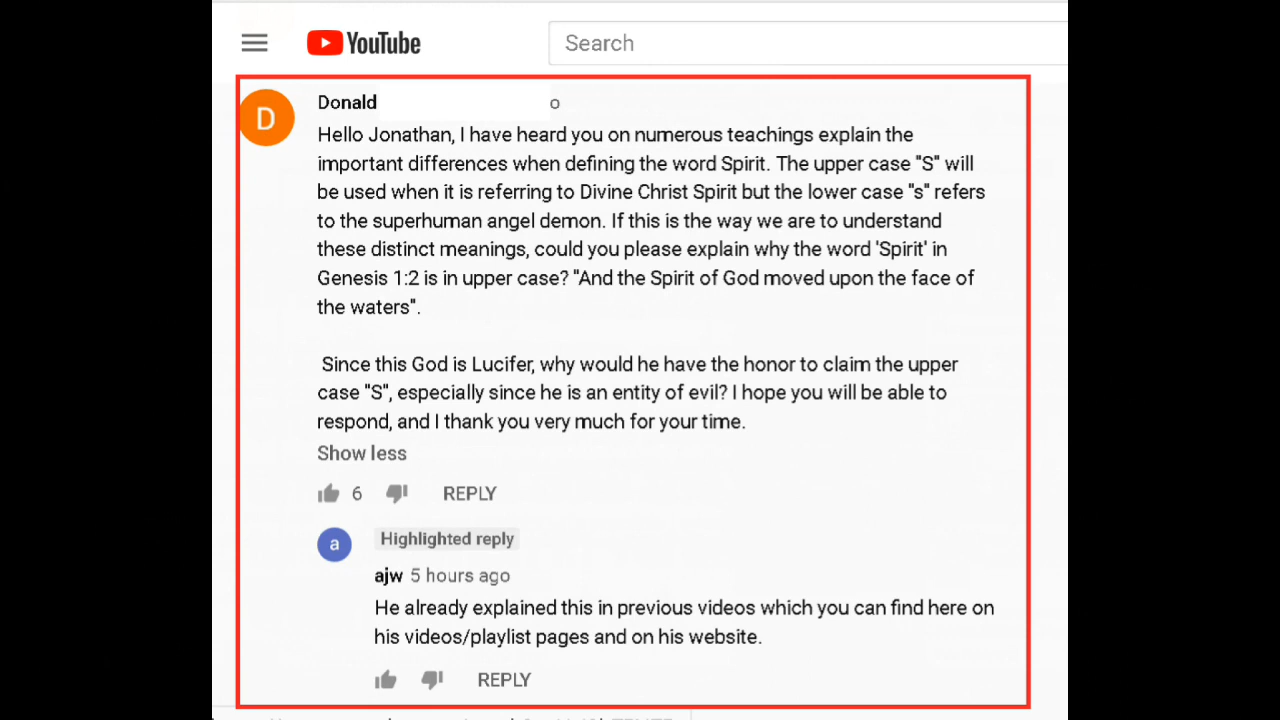 YouTube
Search
D
Donald
o
Hello Jonathan, I have heard you on numerous teachings explain the
important differences when defining the word Spirit. The upper case "S" will
be used when it is referring to Divine Christ Spirit but the lower case "s" refers
to the superhuman angel demon. If this is the way we are to understand
these distinct meanings, could you please explain why the word 'Spirit' in
Genesis 1:2 is in upper case? "And the Spirit of God moved upon the face of
the waters".
Since this God is Lucifer, why would he have the honor to claim the upper
case "S", especially since he is an entity of evil? I hope you will be able to
respond, and I thank you very much for your time.
Show less
6 REPLY
a
Highlighted reply
ajw 5 hours ago
He already explained this in previous videos which you can find here on
his videos/playlist pages and on his website.
REPLY